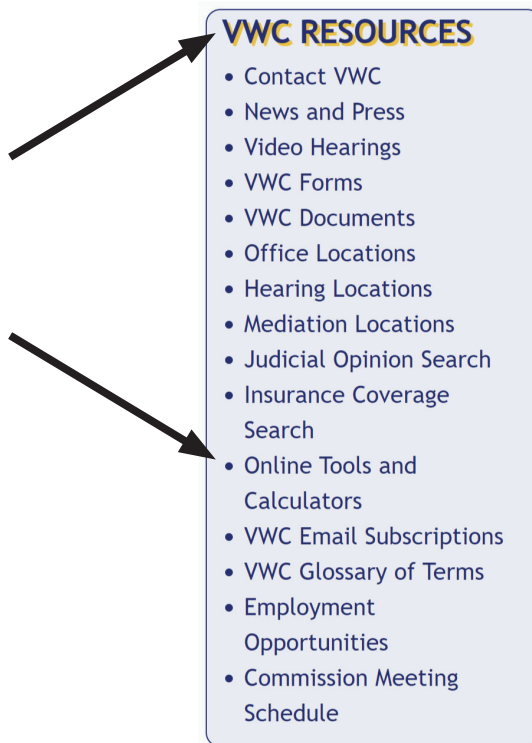 VWC RESOURCES
• Contact VWC
• News and Press
• Video Hearings
• VWC Forms
• VWC Documents
• Office Locations
• Hearing Locations
• Mediation Locations
• Judicial Opinion Search
• Insurance Coverage
Search
• Online Tools and
Calculators
• VWC Email Subscriptions
• VWC Glossary of Terms
• Employment
Opportunities
• Commission Meeting
Schedule